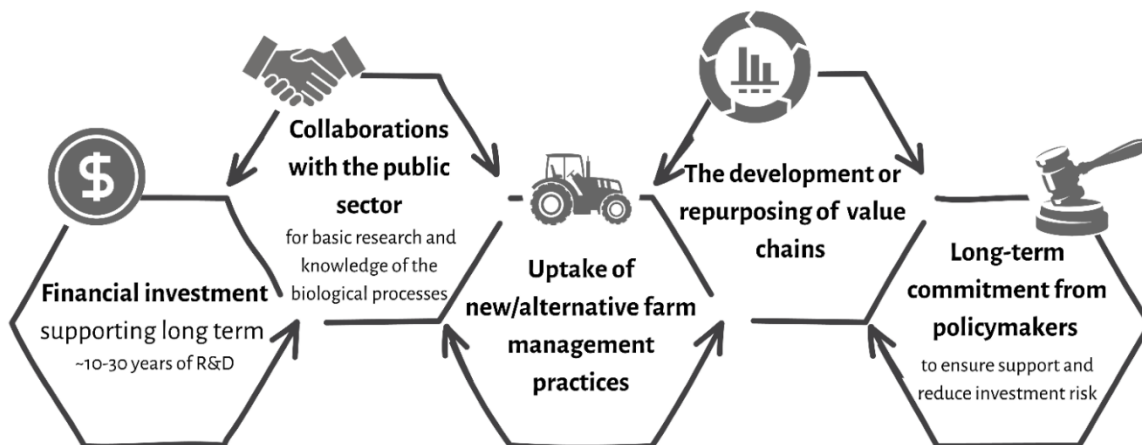 Financial investment
supporting long term
~10-30 years of R&D
Collaborations
with the public
sector
for basic research and
knowledge of the
biological processes
Uptake of
new/alternative farm
management
practices
The development or
repurposing of value
chains
Long-term
commitment from
policymakers
to ensure support and
reduce investment risk